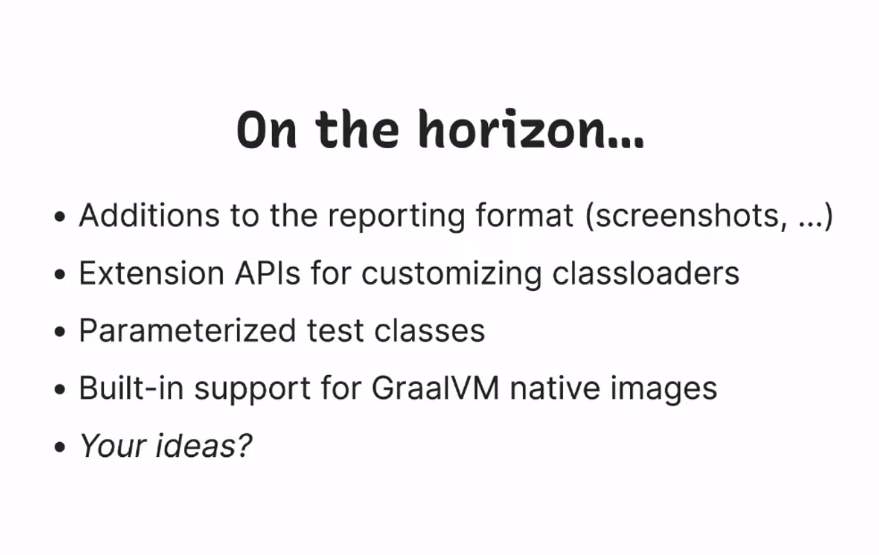 On the horizon...
• Additions to the reporting format (screenshots, ...)
• Extension APIs for customizing classloaders
• Parameterized test classes
• Built-in support for GraalVM native images
• Your ideas?